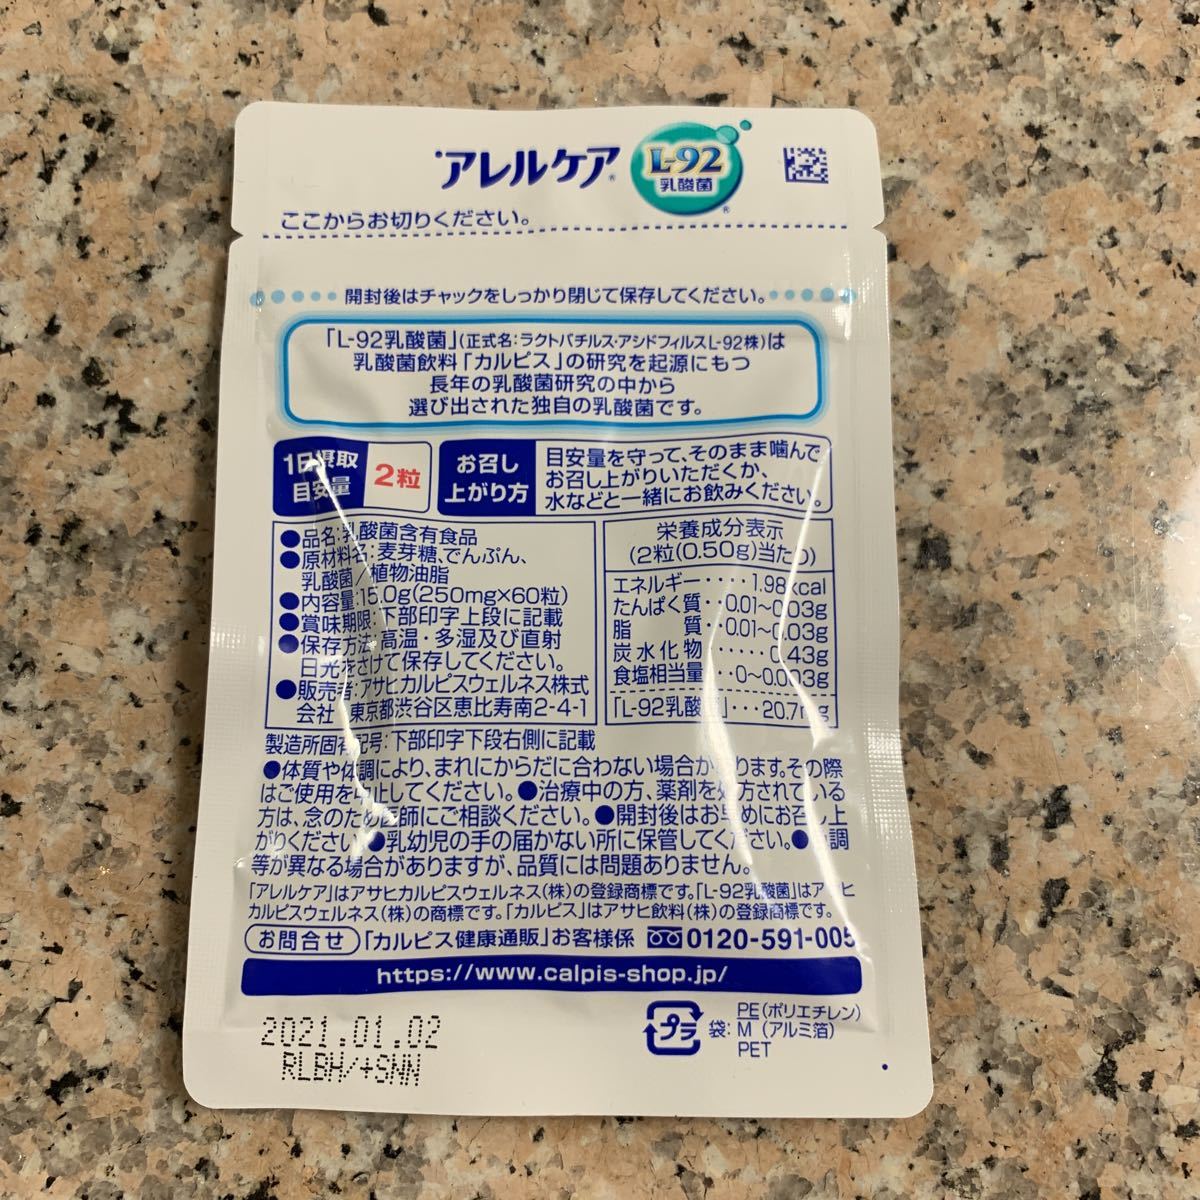 アレルケア®
L-92
乳酸菌
®
ここからお切りください。
開封後はチャックをしっかり閉じて保存してください。
「L-92乳酸菌」(正式名:ラクトバチルス・アシドフィルスL-92株)は
乳酸菌飲料「カルピス」の研究を起源にもつ
長年の乳酸菌研究の中から
選び出された独自の乳酸菌です。
1日摂取
目安量
2粒
お召し
上がり方
目安量を守って、そのまま噛んで
お召し上がりいただくか、
水などと一緒にお飲みください。
●品名:乳酸菌含有食品
●原材料名:麦芽糖、でんぷん、
乳酸菌/植物油脂
●内容量:15.0g(250mg×60粒)
●賞味期限:下部印字上段に記載
●保存方法:高温・多湿及び直射
日光をさけて保存してください。
●販売者:アサヒカルピスウェルネス株式
会社 東京都渋谷区恵比寿南2-4-1
栄養成分表示
(2粒(0.50g)当たり)
エネルギー‥‥1.98kcal
たんぱく質‥0.01~0.03g
脂質‥0.01~0.03g
炭水化物‥‥‥0.43g
食塩相当量‥0~0.003g
「L-92乳酸菌」‥‥20.7mg
製造所固有記号:下部印字下段右側に記載
●体質や体調により、まれにからだに合わない場合があります。その際
はご使用を中止してください。●治療中の方、薬剤を処方されている
方は、念のため医師にご相談ください。●開封後はお早めにお召し上
がりください。●乳幼児の手の届かない所に保管してください。●色調
等が異なる場合がありますが、品質には問題ありません。
「アレルケア」はアサヒカルピスウェルネス(株)の登録商標です。「L-92乳酸菌」はアサヒ
カルピスウェルネス(株)の商標です。「カルピス」はアサヒ飲料(株)の登録商標です。
お問合せ 「カルピス健康通販」お客様係 0120-591-005
https://www.calpis-shop.jp/
2021.01.02
RLBH/+SNN
プラ
袋:
PE(ポリエチレン)
M(アルミ箔)
PET